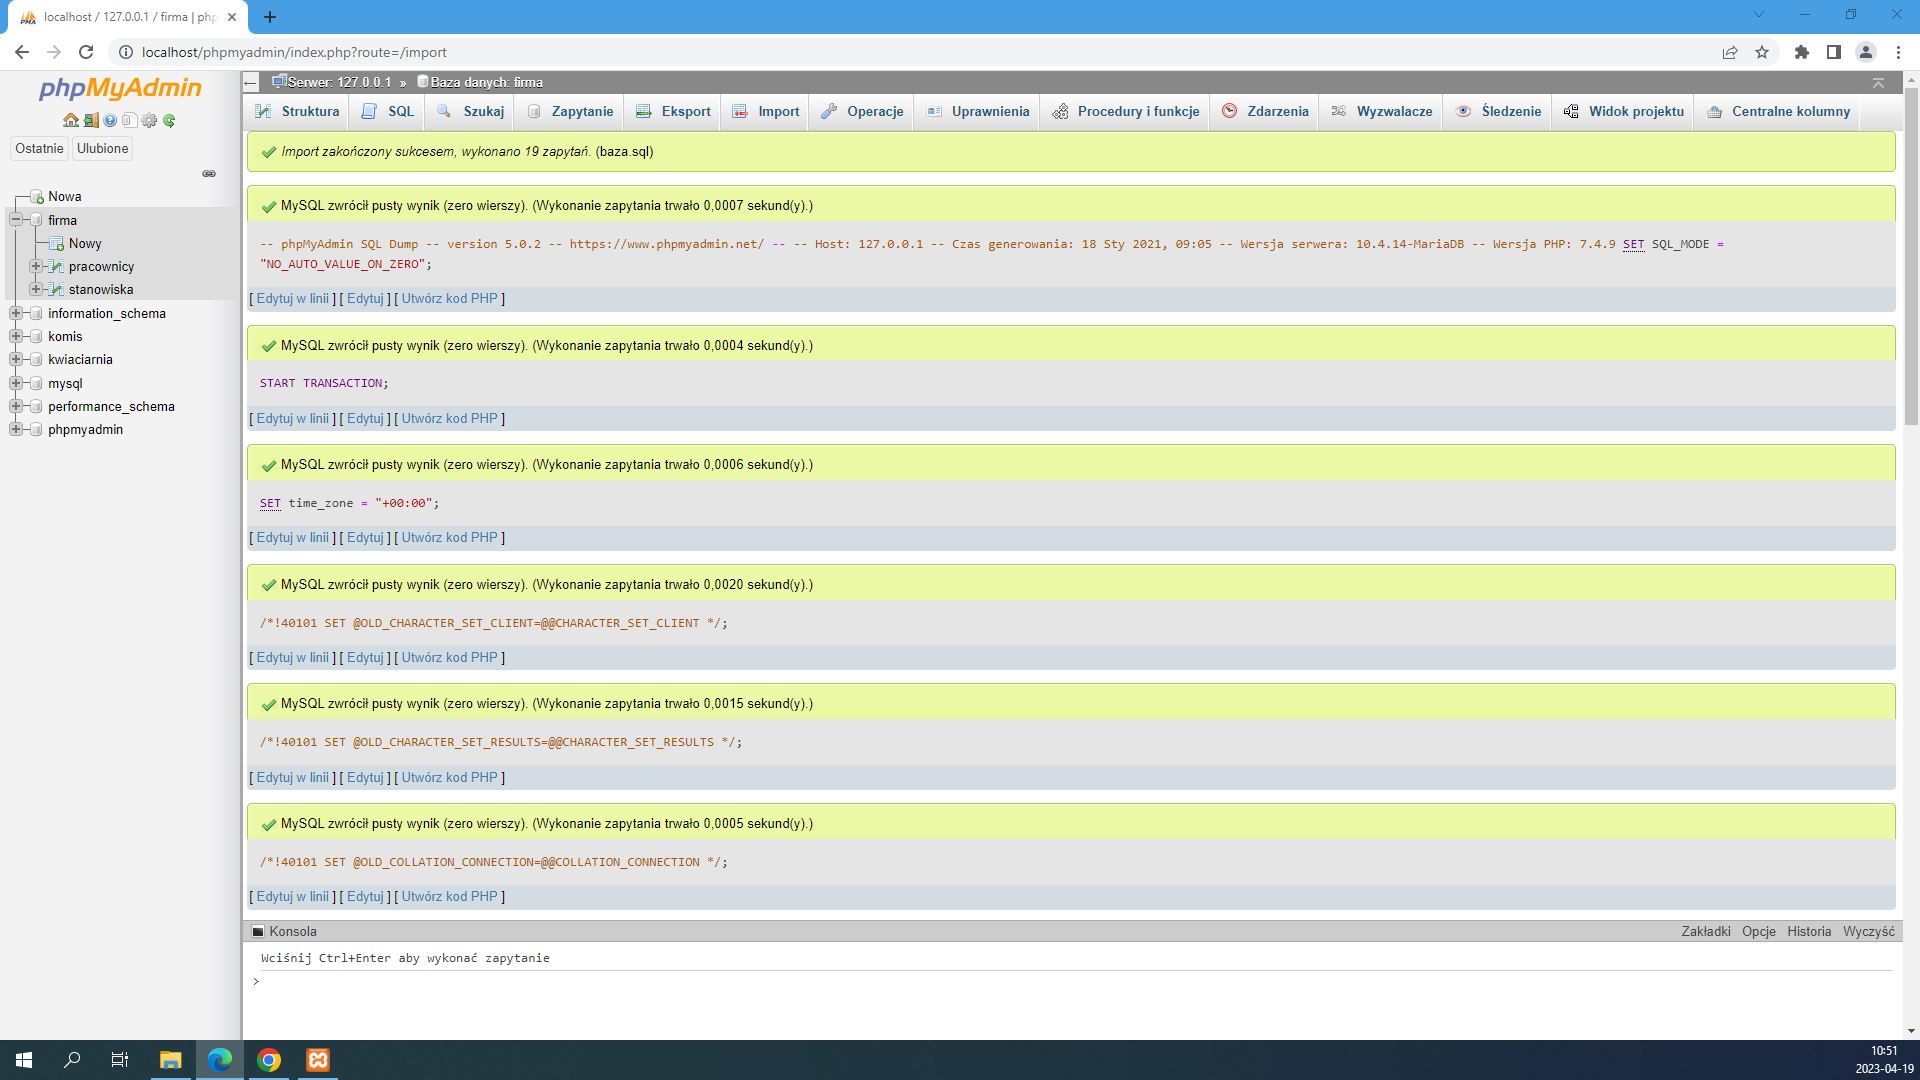 localhost / 127.0.0.1 / firma | php
localhost/phpmyadmin/index.php?route=/import
phpMyAdmin
Ostatnie Ulubione
Nowa
firma
Nowy
pracownicy
stanowiska
information_schema
komis
kwiaciarnia
mysql
performance_schema
phpmyadmin
Serwer: 127.0.0.1 » Baza danych: firma
Struktura SQL Szukaj Zapytanie Eksport Import Operacje Uprawnienia Procedury i funkcje Zdarzenia Wyzwalacze Śledzenie Widok projektu Centralne kolumny
Import zakończony sukcesem, wykonano 19 zapytań. (baza.sql)
MySQL zwrócił pusty wynik (zero wierszy). (Wykonanie zapytania trwało 0,0007 sekund(y).)
-- phpMyAdmin SQL Dump -- version 5.0.2 -- https://www.phpmyadmin.net/ -- -- Host: 127.0.0.1 -- Czas generowania: 18 Sty 2021, 09:05 -- Wersja serwera: 10.4.14-MariaDB -- Wersja PHP: 7.4.9 SET SQL_MODE =
"NO_AUTO_VALUE_ON_ZERO";
[ Edytuj w linii ] [ Edytuj ] [ Utwórz kod PHP ]
MySQL zwrócił pusty wynik (zero wierszy). (Wykonanie zapytania trwało 0,0004 sekund(y).)
START TRANSACTION;
[ Edytuj w linii ] [ Edytuj ] [ Utwórz kod PHP ]
MySQL zwrócił pusty wynik (zero wierszy). (Wykonanie zapytania trwało 0,0006 sekund(y).)
SET time_zone = "+00:00";
[ Edytuj w linii ] [ Edytuj ] [ Utwórz kod PHP ]
MySQL zwrócił pusty wynik (zero wierszy). (Wykonanie zapytania trwało 0,0020 sekund(y).)
/*!40101 SET @OLD_CHARACTER_SET_CLIENT=@@CHARACTER_SET_CLIENT */;
[ Edytuj w linii ] [ Edytuj ] [ Utwórz kod PHP ]
MySQL zwrócił pusty wynik (zero wierszy). (Wykonanie zapytania trwało 0,0015 sekund(y).)
/*!40101 SET @OLD_CHARACTER_SET_RESULTS=@@CHARACTER_SET_RESULTS */;
[ Edytuj w linii ] [ Edytuj ] [ Utwórz kod PHP ]
MySQL zwrócił pusty wynik (zero wierszy). (Wykonanie zapytania trwało 0,0005 sekund(y).)
/*!40101 SET @OLD_COLLATION_CONNECTION=@@COLLATION_CONNECTION */;
[ Edytuj w linii ] [ Edytuj ] [ Utwórz kod PHP ]
Konsola Zakładki Opcje Historia Wyczyść
Wciśnij Ctrl+Enter aby wykonać zapytanie
>
10:51
2023-04-19